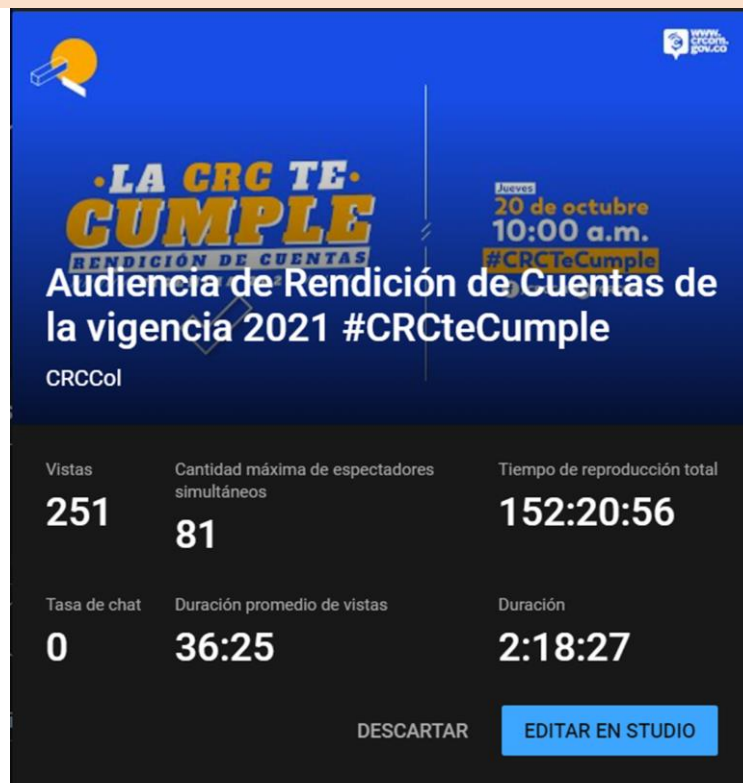 www.
crcom.
gov.co
•LA CRC TE•
CUMPLE
RENDICIÓN DE CUENTAS
Jueves
20 de octubre
10:00 a.m.
#CRCTeCumple
Audiencia de Rendición de Cuentas de
la vigencia 2021 #CRCteCumple
CRCCol
Vistas
251
Cantidad máxima de espectadores
simultáneos
81
Tiempo de reproducción total
152:20:56
Tasa de chat
0
Duración promedio de vistas
36:25
Duración
2:18:27
DESCARTAR
EDITAR EN STUDIO